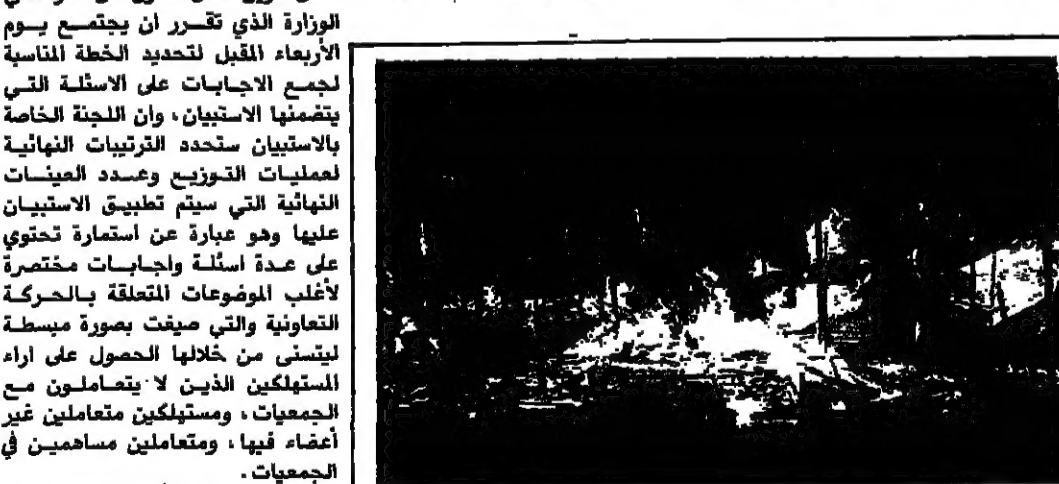 الوزارة الذي تقرر ان يجتمع يوم
الأربعاء المقبل لتحديد الخطة المناسبة
لجمع الاجابات على الاسئلة التي
يتضمنها الاستبيان، وان اللجنة الخاصة
بالاستبيان ستحدد الترتيبات النهائية
لعمليات التوزيع وعدد العينات
النهائية التي سيتم تطبيق الاستبيان
عليها وهو عبارة عن استمارة تحتوي
على عدة اسئلة واجابات مختصرة
لأغلب الموضوعات المتعلقة بالحركة
التعاونية والتي صيغت بصورة مبسطة
ليتسنى من خلالها الحصول على اراء
المستهلكين الذين لا يتعاملون مع
الجمعيات، ومستهلكين متعاملين غير
أعضاء فيها، ومتعاملين مساهمين في
الجمعيات.